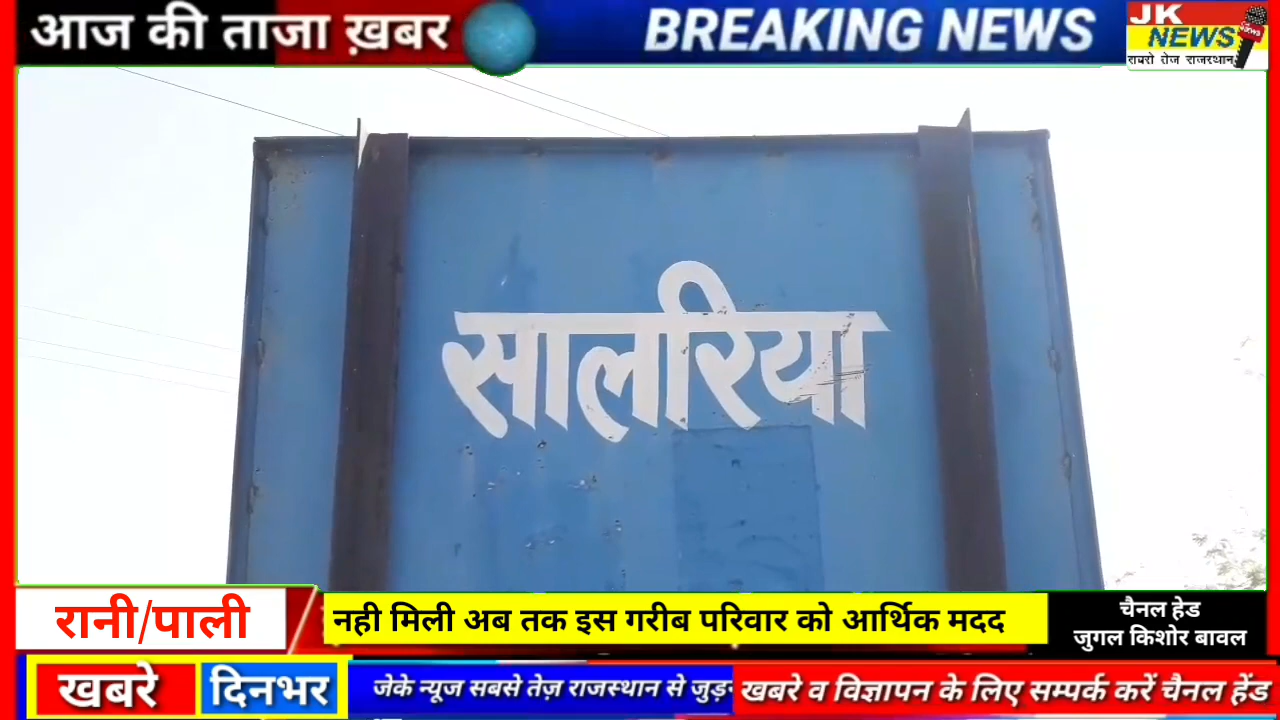 आज की ताजा ख़बर
BREAKING NEWS
JK
NEWS
NEWS
सालरिया
रानी/पाली
नही मिली अब तक इस गरीब परिवार को आर्थिक मदद
चैनल हेड
जुगल किशोर बावल
खबरे दिनभर
जेके न्यूज सबसे तेज़ राजस्थान से जुड़
खबरे व विज्ञापन के लिए सम्पर्क करें चैनल हेंड